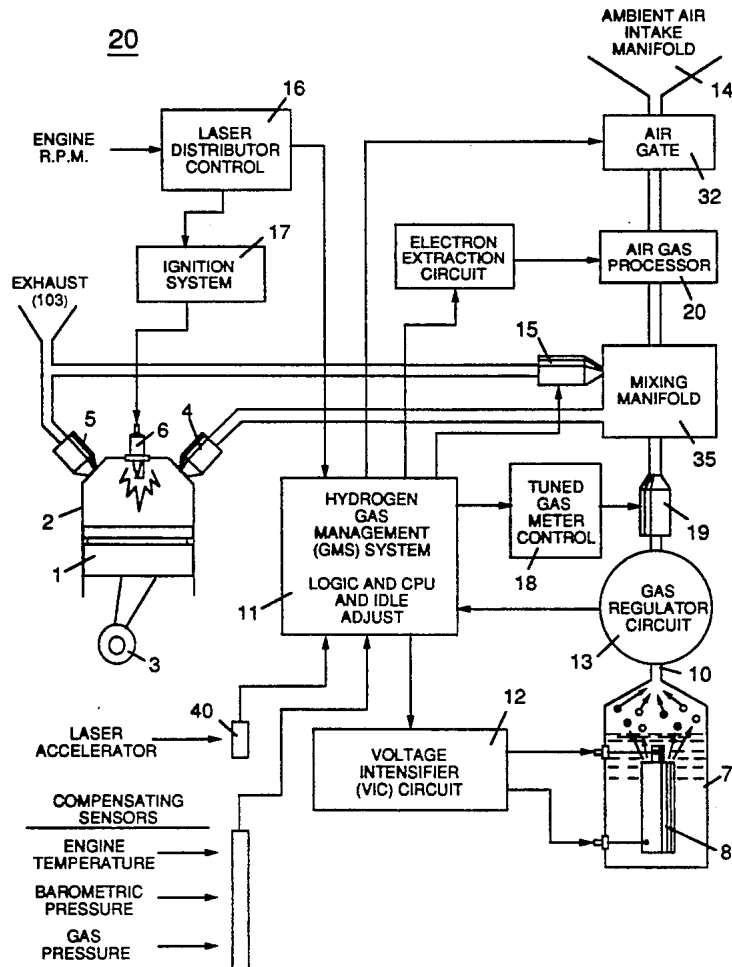 20
AMBIENT AIR
INTAKE
MANIFOLD
14
16
ENGINE
R.P.M.
LASER
DISTRIBUTOR
CONTROL
AIR
GATE
32
17
IGNITION
SYSTEM
ELECTRON
EXTRACTION
CIRCUIT
AIR GAS
PROCESSOR
20
EXHAUST
(103)
15
MIXING
MANIFOLD
35
5
6
4
2
1
3
HYDROGEN
GAS
MANAGEMENT
(GMS) SYSTEM
LOGIC AND CPU
AND IDLE
ADJUST
11
TUNED
GAS
METER
CONTROL
18
19
GAS
REGULATOR
CIRCUIT
13
10
40
LASER
ACCELERATOR
12
VOLTAGE
INTENSIFIER
(VIC) CIRCUIT
7
8
COMPENSATING
SENSORS
ENGINE
TEMPERATURE
BAROMETRIC
PRESSURE
GAS
PRESSURE